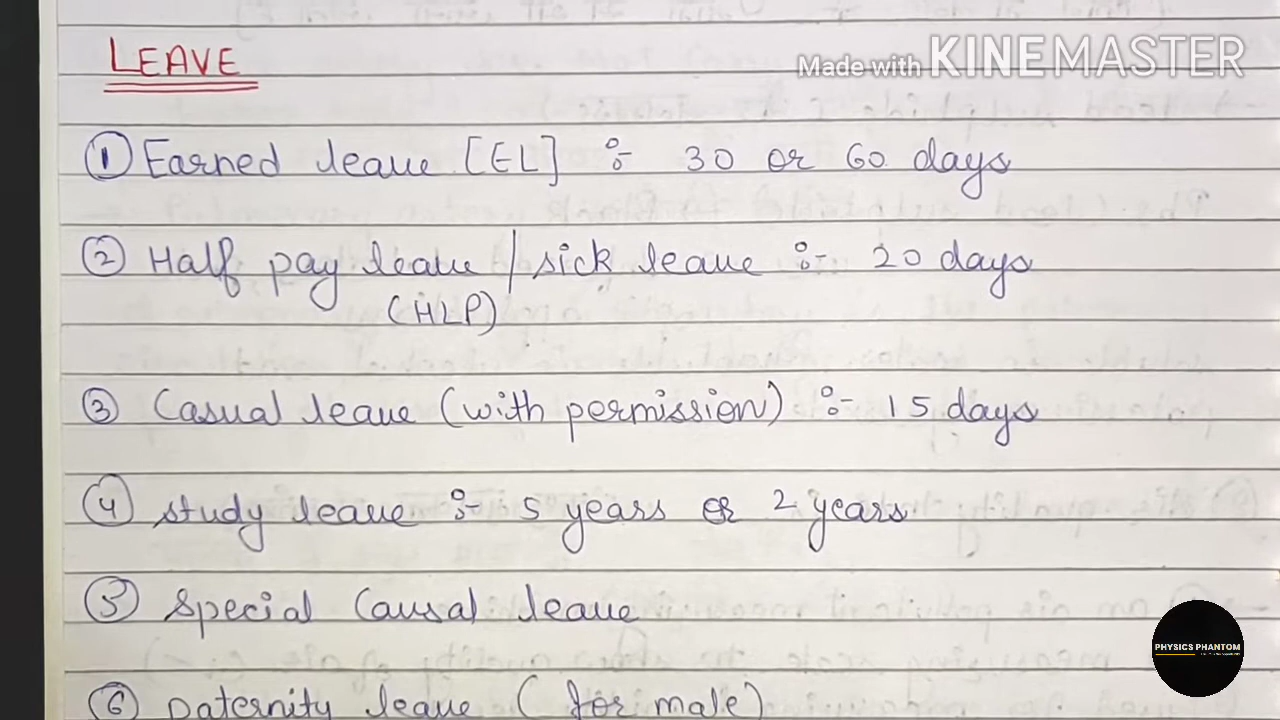 LEAVE
Made with KINEMASTER
① Earned leave [EL] :- 30 or 60 days
② Half pay leave / sick leave :- 20 days
(HLP)
③ Casual leave (with permission) :- 15 days
④ study leave :- 5 years or 2 years
⑤ special Causal leave
PHYSICS PHANTOM
⑥ paternity leave ( for male)